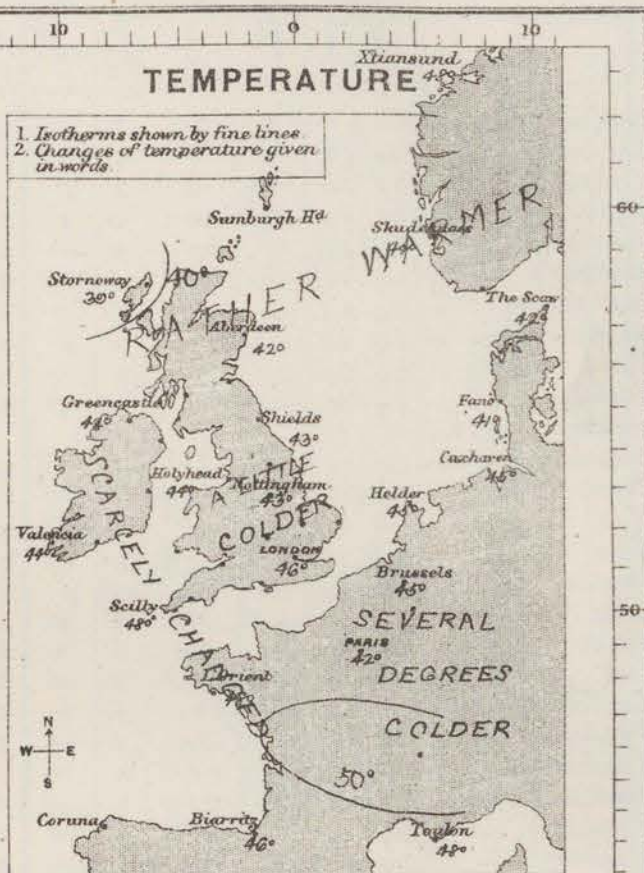 10 0 10
TEMPERATURE
Xtiansund
48°
1. Isotherms shown by fine lines.
2. Changes of temperature given
in words.
60
Sumburgh Hd
Stornoway
39°
40°
RATHER WARMER
The Scaw
42°
Aberdeen
42°
Greencastle
44°
Shields
43°
Fano
41°
Cuxhaven
45°
Holyhead
44°
Nottingham
43°
A LITTLE
COLDER
Helder
45°
Valencia
44°
LONDON
46°
Brussels
45°
Scilly
48°
50
SCARCELY CHANGED
SEVERAL
PARIS
42°
DEGREES
L'Orient
COLDER
N
W E
S
50°
Coruna
Biarritz
46°
Toulon
48°